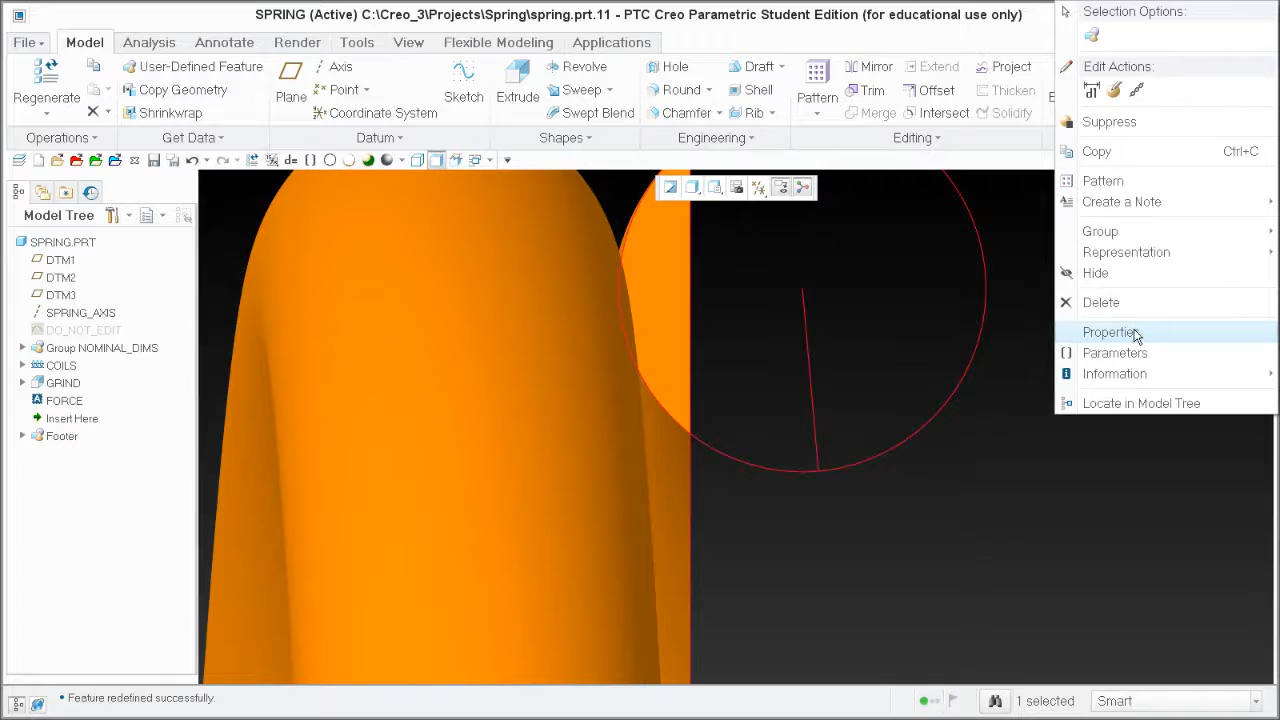 SPRING (Active) C:\Creo_3\Projects\Spring\spring.prt.11 - PTC Creo Parametric Student Edition (for educational use only)
File Model Analysis Annotate Render Tools View Flexible Modeling Applications
Regenerate
Operations
User-Defined Feature
Copy Geometry
Shrinkwrap
Get Data
Plane
Axis
Point
Coordinate System
Datum
Sketch
Extrude
Revolve
Sweep
Swept Blend
Shapes
Hole
Round
Chamfer
Draft
Shell
Rib
Engineering
Pattern
Mirror
Trim
Merge
Extend
Offset
Intersect
Project
Thicken
Solidify
Editing
Model Tree
SPRING.PRT
DTM1
DTM2
DTM3
SPRING_AXIS
DO_NOT_EDIT
Group NOMINAL_DIMS
COILS
GRIND
FORCE
Insert Here
Footer
Selection Options:
Edit Actions:
Suppress
Copy Ctrl+C
Pattern
Create a Note
Group
Representation
Hide
Delete
Properties
Parameters
Information
Locate in Model Tree
• Feature redefined successfully.
1 selected
Smart